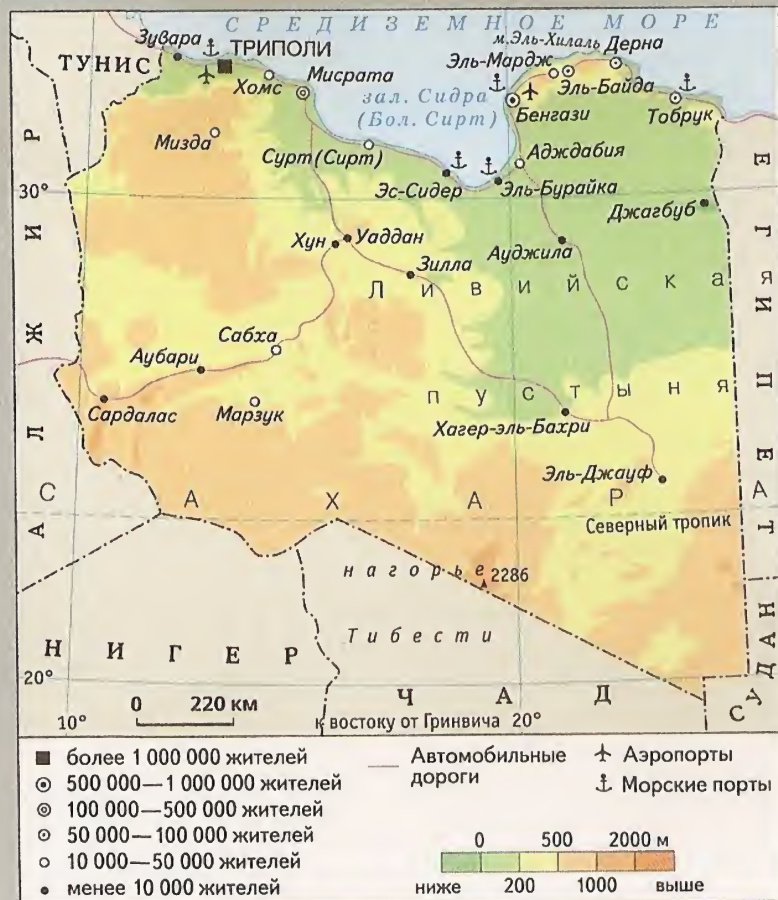 СРЕДИЗЕМНОЕ МОРЕ
Зувара
ТРИПОЛИ
м.Эль-Хилаль
Дерна
ТУНИС
Эль-Мардж
Хомс
Мисрата
Эль-Байда
зал. Сидра
(Бол. Сирт)
Бенгази
Тобрук
Мизда
Сурт (Сирт)
Адждабия
30°
Эс-Сидер
Эль-Бурайка
Джагбуб
Хун
Уаддан
Ауджила
Зилла
Ливийска
Сабха
Аубари
пустыня
Сардалас
Марзук
Хагер-эль-Бахри
Эль-Джауф
САХАРА
Северный тропик
АЛЖИР
ЕГИПЕТ
нагорье
2286
Тибести
НИГЕР
ЧАД
СУДАН
20°
0 220 км
10°
к востоку от Гринвича
20°
более 1 000 000 жителей
500 000—1 000 000 жителей
100 000—500 000 жителей
50 000—100 000 жителей
10 000—50 000 жителей
менее 10 000 жителей
Автомобильные
дороги
Аэропорты
Морские порты
0 500 2000 м
ниже 200 1000 выше